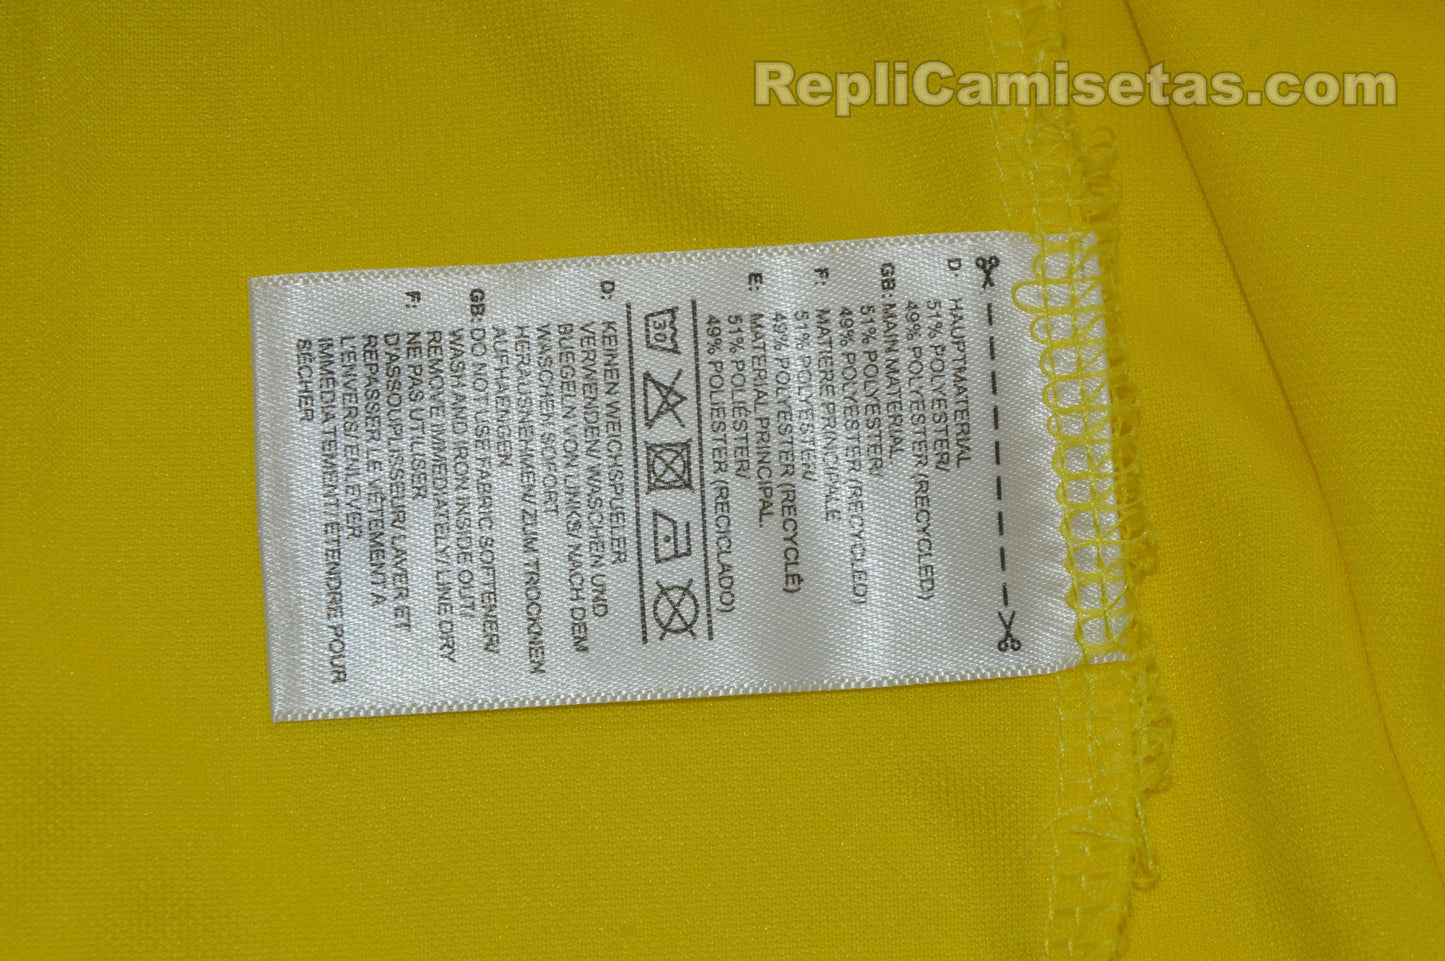 RepliCamisetas.com
D: HAUPTMATERIAL
51% POLYESTER/
49% POLYESTER (RECYCLED)
GB: MAIN MATERIAL
51% POLYESTER/
49% POLYESTER (RECYCLED)
F: MATIERE PRINCIPALE
51% POLYESTER/
49% POLYESTER (RECYCLÉ)
E: MATERIAL PRINCIPAL.
51% POLIÉSTER/
49% POLIÉSTER (RECICLADO)
30
D: KEINEN WEICHSPUELER
VERWENDEN/ WASCHEN UND
BUEGELN VON LINKS/ NACH DEM
WASCHEN SOFORT
HERAUSNEHMEN/ZUM TROCKNEN
AUFHAENGEN
GB: DO NOT USE FABRIC SOFTENER/
WASH AND IRON INSIDE OUT/
REMOVE IMMEDIATELY/LINE DRY
F: NE PAS UTILISER
D'ASSOUPLISSEUR/LAVER ET
REPASSER LE VÊTEMENT A
L'ENVERS/ENLEVER
IMMÉDIATEMENT/ÉTENDRE POUR
SÉCHER